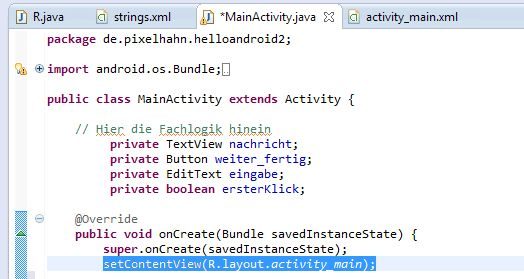 R.java strings.xml *MainActivity.java activity_main.xml
package de.pixelhahn.helloandroid2;
import android.os.Bundle;
public class MainActivity extends Activity {
// Hier die Fachlogik hinein
private TextView nachricht;
private Button weiter_fertig;
private EditText eingabe;
private boolean ersterKlick;
@Override
public void onCreate(Bundle savedInstanceState) {
super.onCreate(savedInstanceState);
setContentView(R.layout.activity_main);